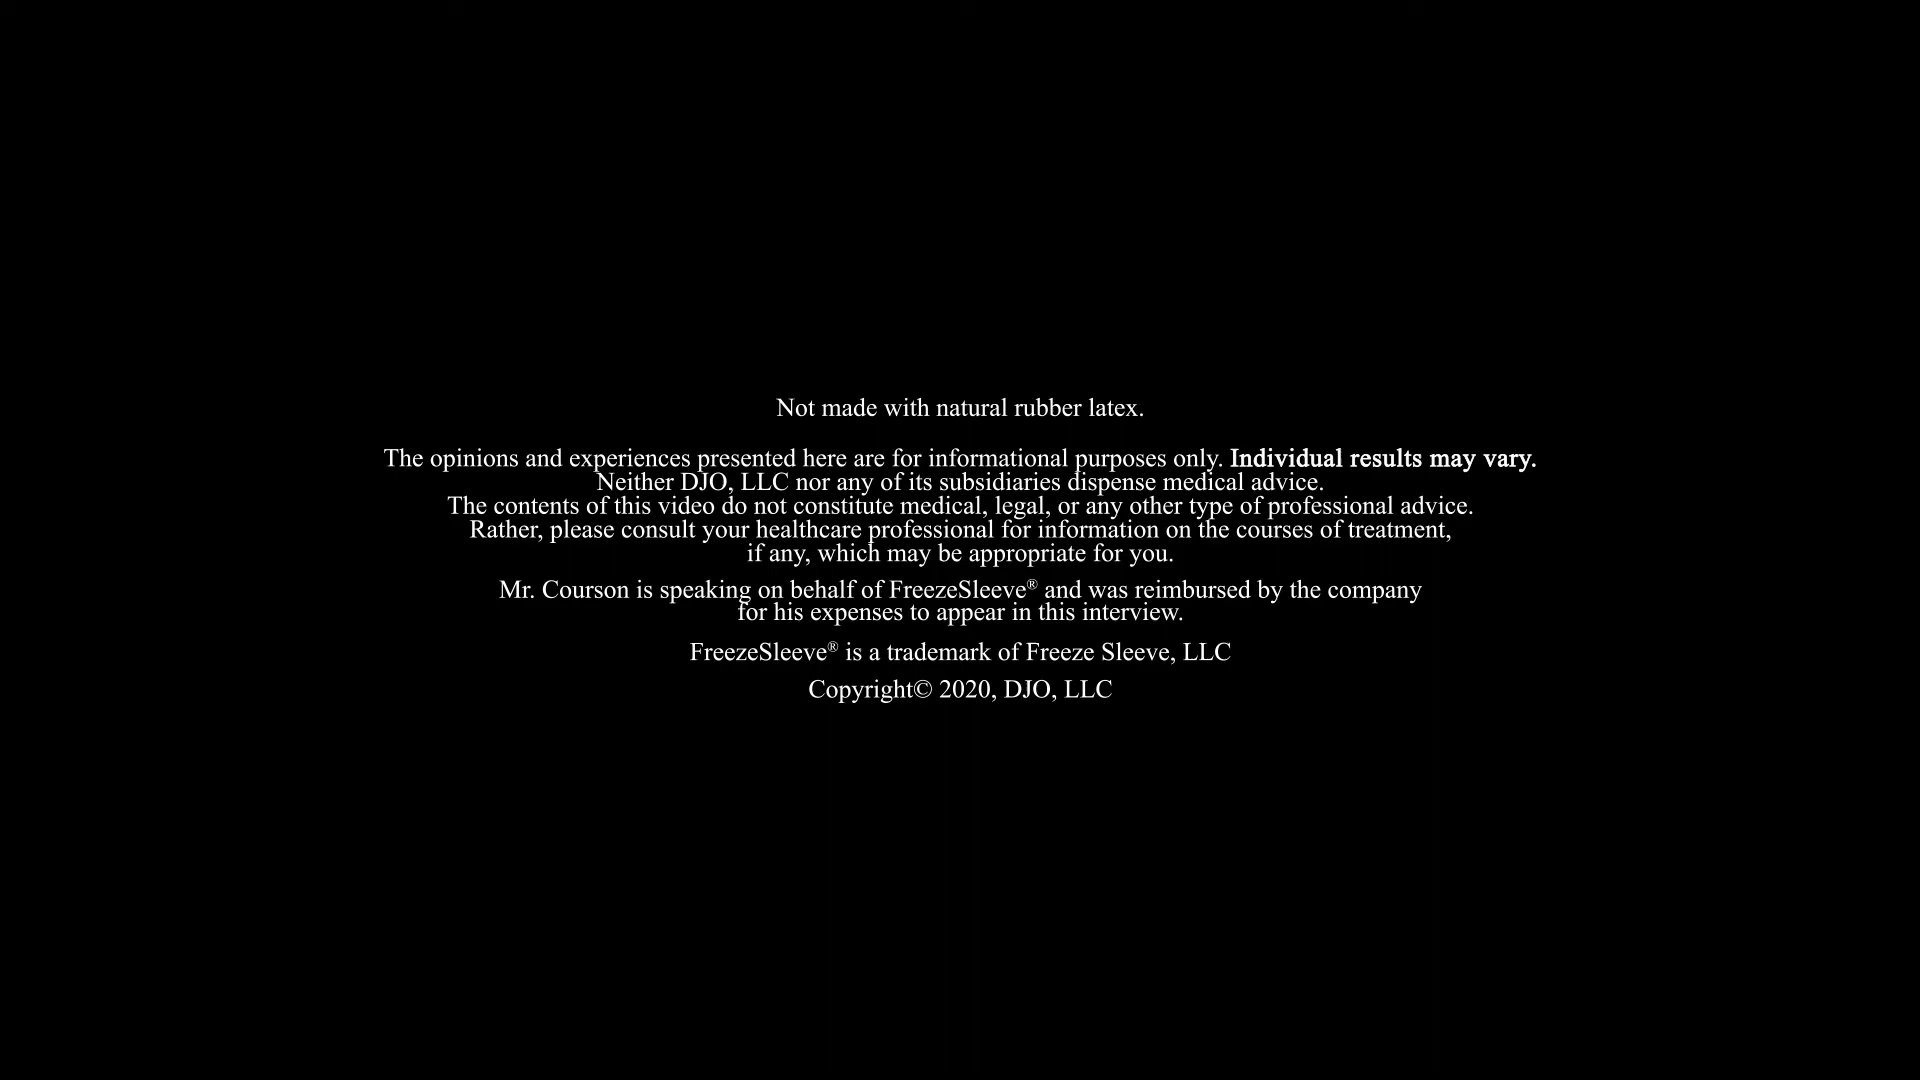 Not made with natural rubber latex.
The opinions and experiences presented here are for informational purposes only. Individual results may vary.
Neither DJO, LLC nor any of its subsidiaries dispense medical advice.
The contents of this video do not constitute medical, legal, or any other type of professional advice.
Rather, please consult your healthcare professional for information on the courses of treatment,
if any, which may be appropriate for you.
Mr. Courson is speaking on behalf of FreezeSleeve® and was reimbursed by the company
for his expenses to appear in this interview.
FreezeSleeve® is a trademark of Freeze Sleeve, LLC
Copyright© 2020, DJO, LLC